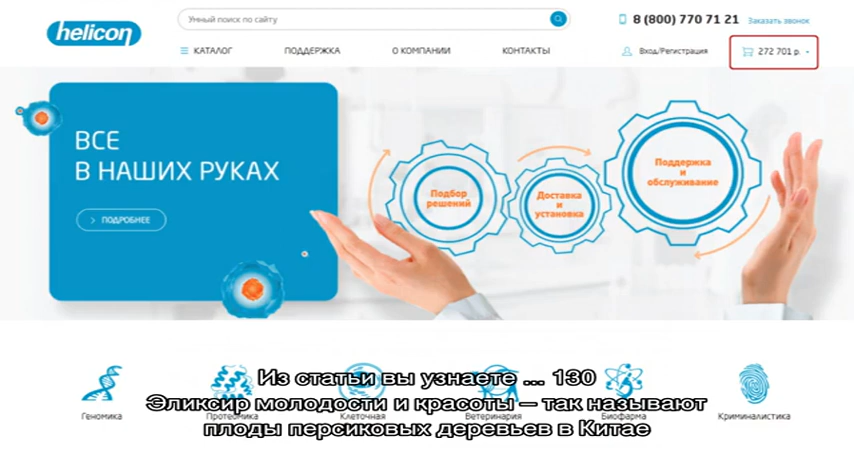 helicon
Умный поиск по сайту
8 (800) 770 71 21 Заказать звонок
КАТАЛОГ ПОДДЕРЖКА О КОМПАНИИ КОНТАКТЫ
Вход/Регистрация
272 701 р.
ВСЕ
В НАШИХ РУКАХ
ПОДРОБНЕЕ
Подбор
решений
Доставка
и
установка
Поддержка
и
обслуживание
Из статьи вы узнаете ... 130
Эликсир молодости и красоты – так называют
плоды персиковых деревьев в Китае
Геномика Протеомика Клеточная Ветеринария Биофарма Криминалистика